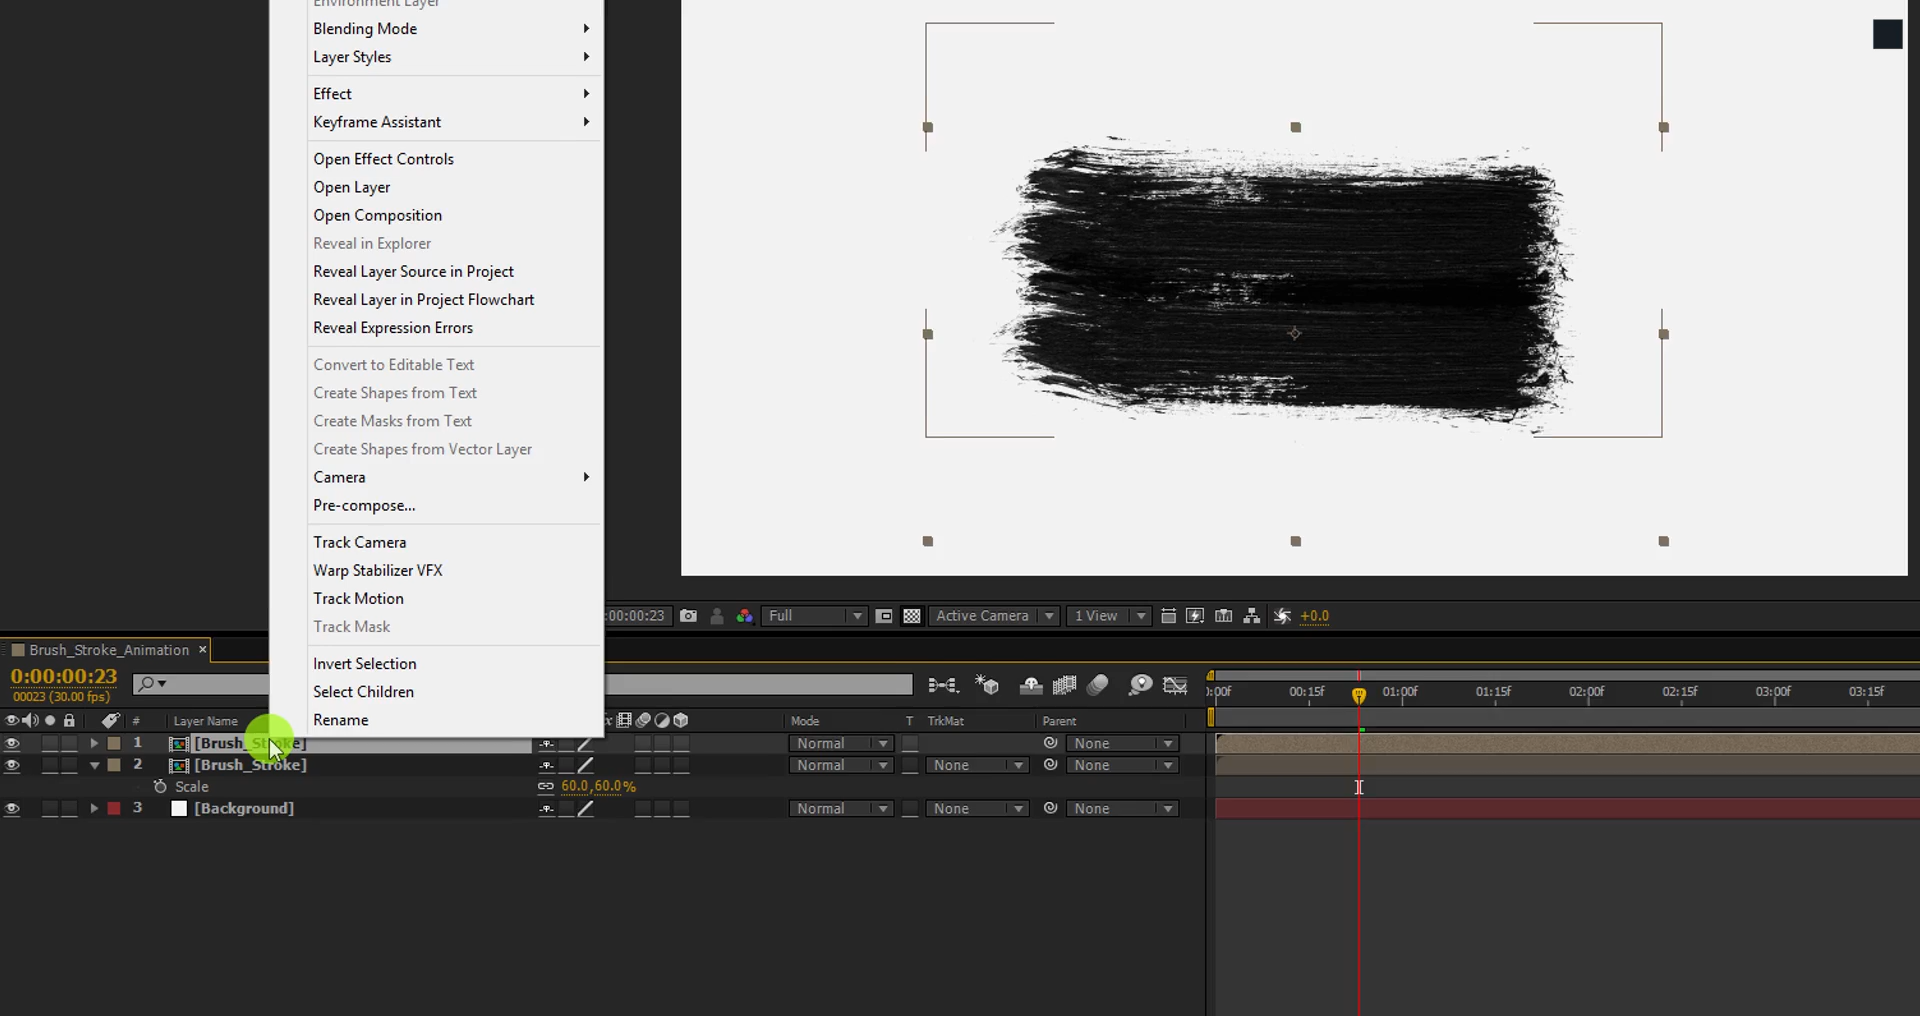 Environment Layer
Blending Mode
Layer Styles
Effect
Keyframe Assistant
Open Effect Controls
Open Layer
Open Composition
Reveal in Explorer
Reveal Layer Source in Project
Reveal Layer in Project Flowchart
Reveal Expression Errors
Convert to Editable Text
Create Shapes from Text
Create Masks from Text
Create Shapes from Vector Layer
Camera
Pre-compose...
Track Camera
Warp Stabilizer VFX
Track Motion
Track Mask
Invert Selection
Select Children
Rename
:00:00:23 Full Active Camera 1 View +0.0
Brush_Stroke_Animation ×
0:00:00:23
00023 (30.00 fps)
:00f 00:15f 01:00f 01:15f 02:00f 02:15f 03:00f 03:15f
# Layer Name Mode T TrkMat Parent
1 [Brush_Stroke] Normal None
2 [Brush_Stroke] Normal None None
Scale 60.0,60.0%
3 [Background] Normal None None